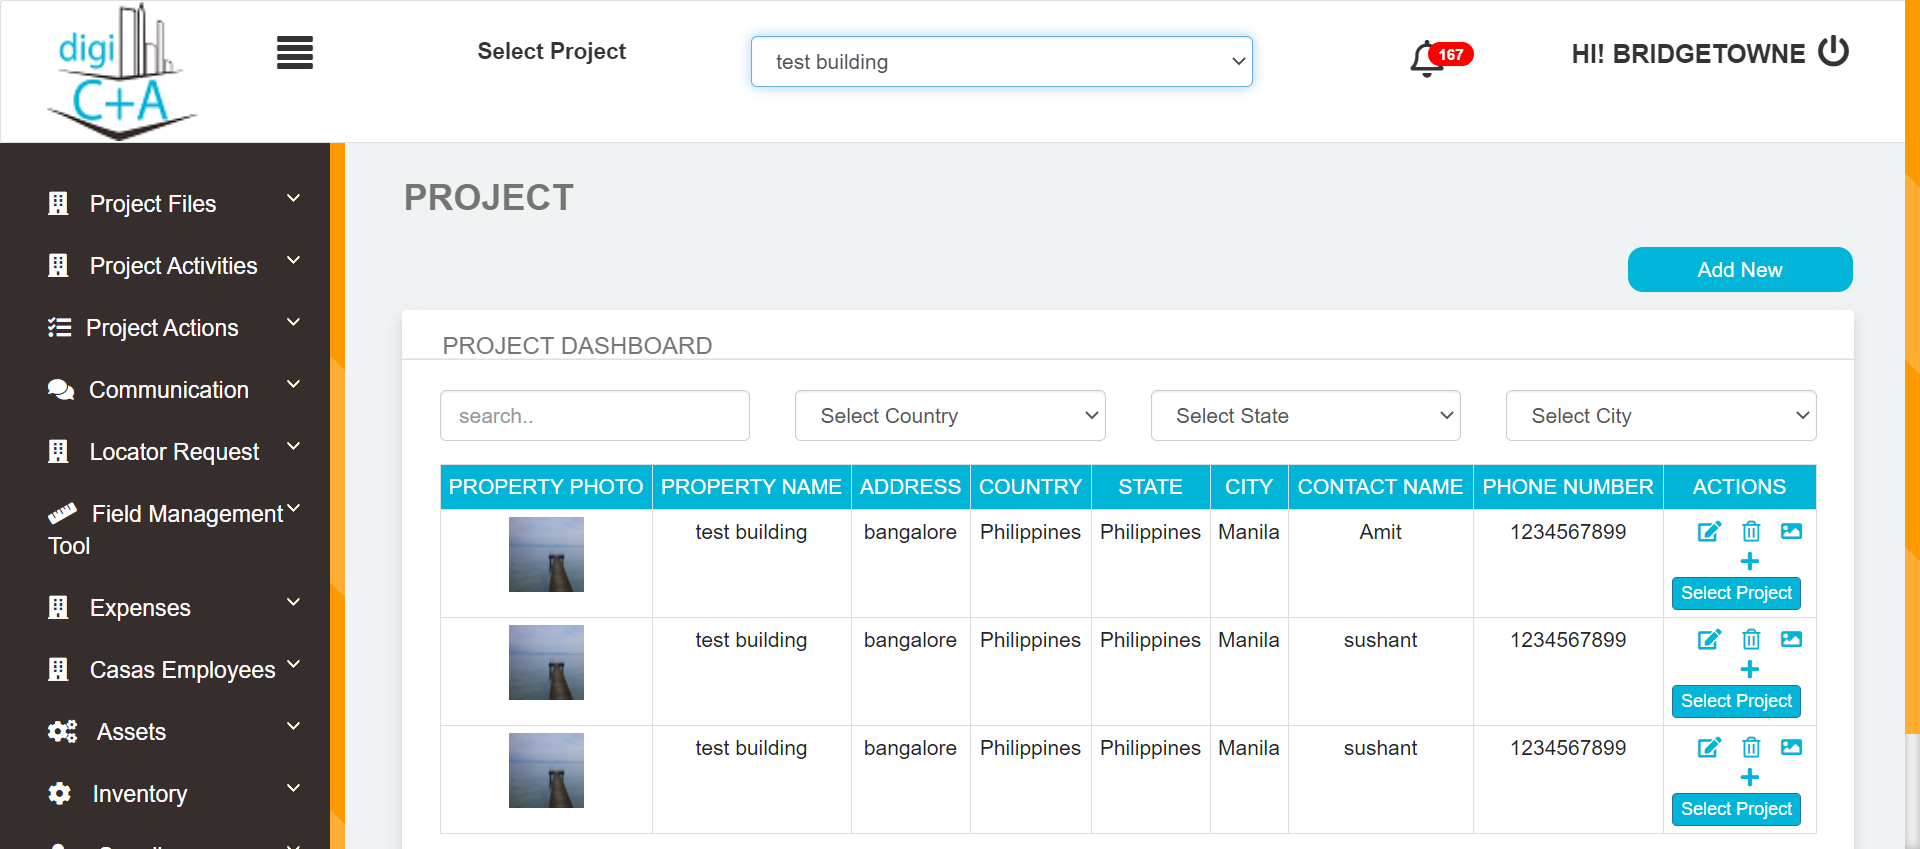 digi
C+A
Select Project
test building
167
HI! BRIDGETOWNE
Project Files
Project Activities
Project Actions
Communication
Locator Request
Field Management
Tool
Expenses
Casas Employees
Assets
Inventory
PROJECT
Add New
PROJECT DASHBOARD
search..
Select Country
Select State
Select City
PROPERTY PHOTO PROPERTY NAME ADDRESS COUNTRY STATE CITY CONTACT NAME PHONE NUMBER ACTIONS
test building bangalore Philippines Philippines Manila Amit 1234567899
Select Project
test building bangalore Philippines Philippines Manila sushant 1234567899
Select Project
test building bangalore Philippines Philippines Manila sushant 1234567899
Select Project